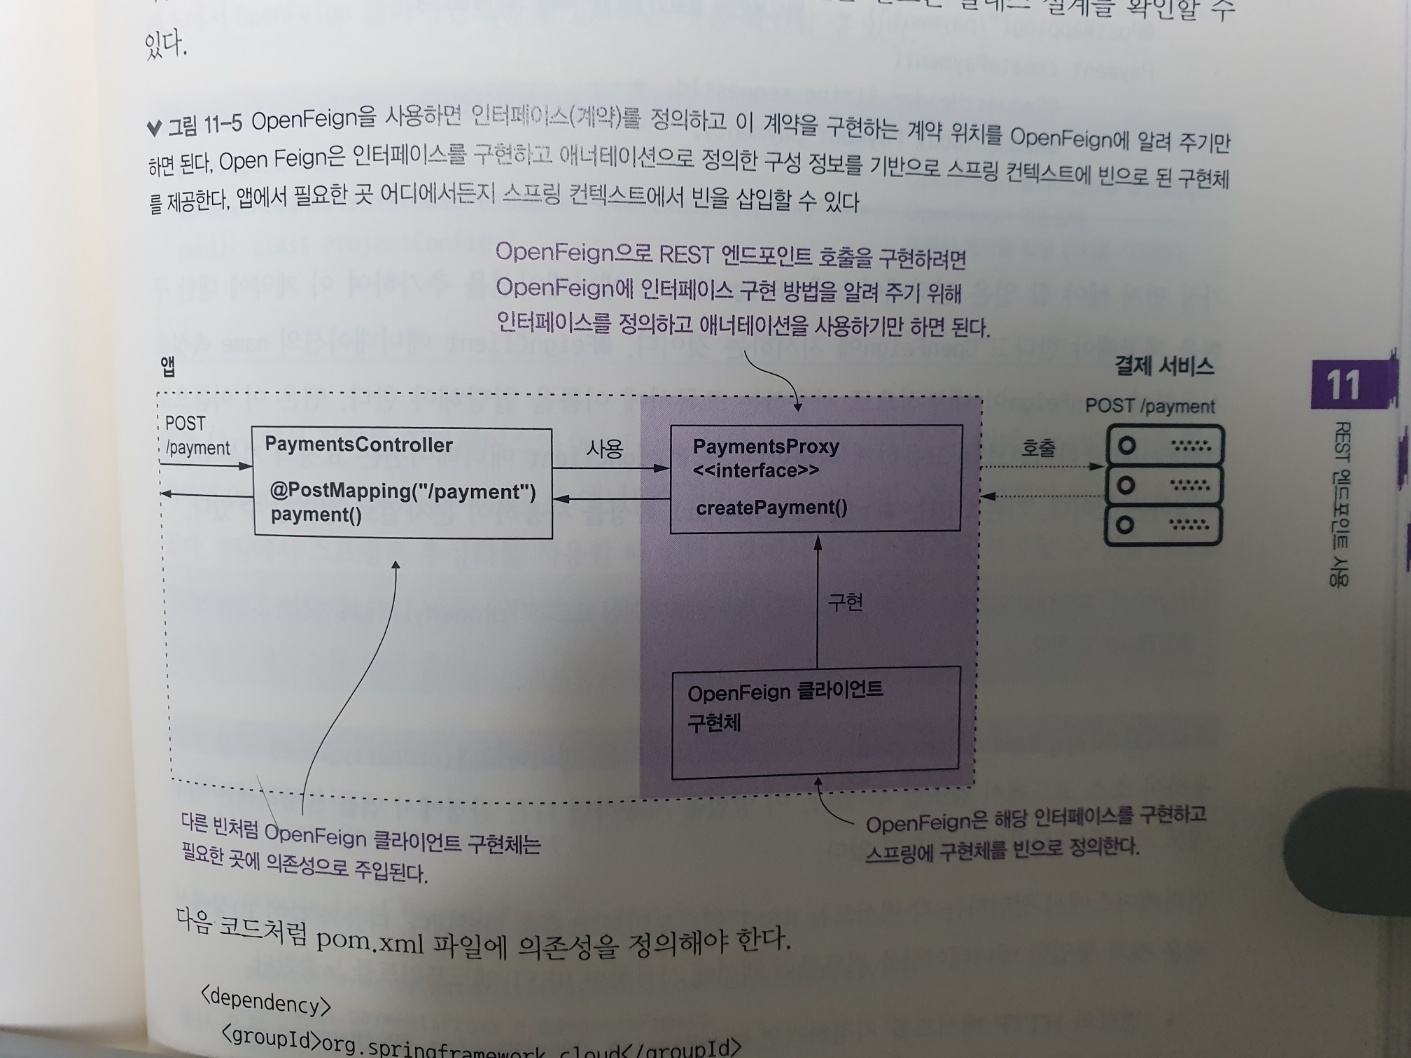 확인할 수
있다.
그림 11-5 OpenFeign을 사용하면 인터페이스(계약)를 정의하고 이 계약을 구현하는 계약 위치를 OpenFeign에 알려 주기만
하면 된다. Open Feign은 인터페이스를 구현하고 애너테이션으로 정의한 구성 정보를 기반으로 스프링 컨텍스트에 빈으로 된 구현체
를 제공한다. 앱에서 필요한 곳 어디에서든지 스프링 컨텍스트에서 빈을 삽입할 수 있다
OpenFeign으로 REST 엔드포인트 호출을 구현하려면
OpenFeign에 인터페이스 구현 방법을 알려 주기 위해
인터페이스를 정의하고 애너테이션을 사용하기만 하면 된다.
앱
결제 서비스
POST /payment
POST
/payment
PaymentsController
@PostMapping("/payment")
payment()
사용
PaymentsProxy
<<interface>>
createPayment()
호출
구현
OpenFeign 클라이언트
구현체
다른 빈처럼 OpenFeign 클라이언트 구현체는
필요한 곳에 의존성으로 주입된다.
OpenFeign은 해당 인터페이스를 구현하고
스프링에 구현체를 빈으로 정의한다.
다음 코드처럼 pom.xml 파일에 의존성을 정의해야 한다.
<dependency>
<groupId>org.springframework.cloud</groupId>
11
REST 엔드포인트 사용